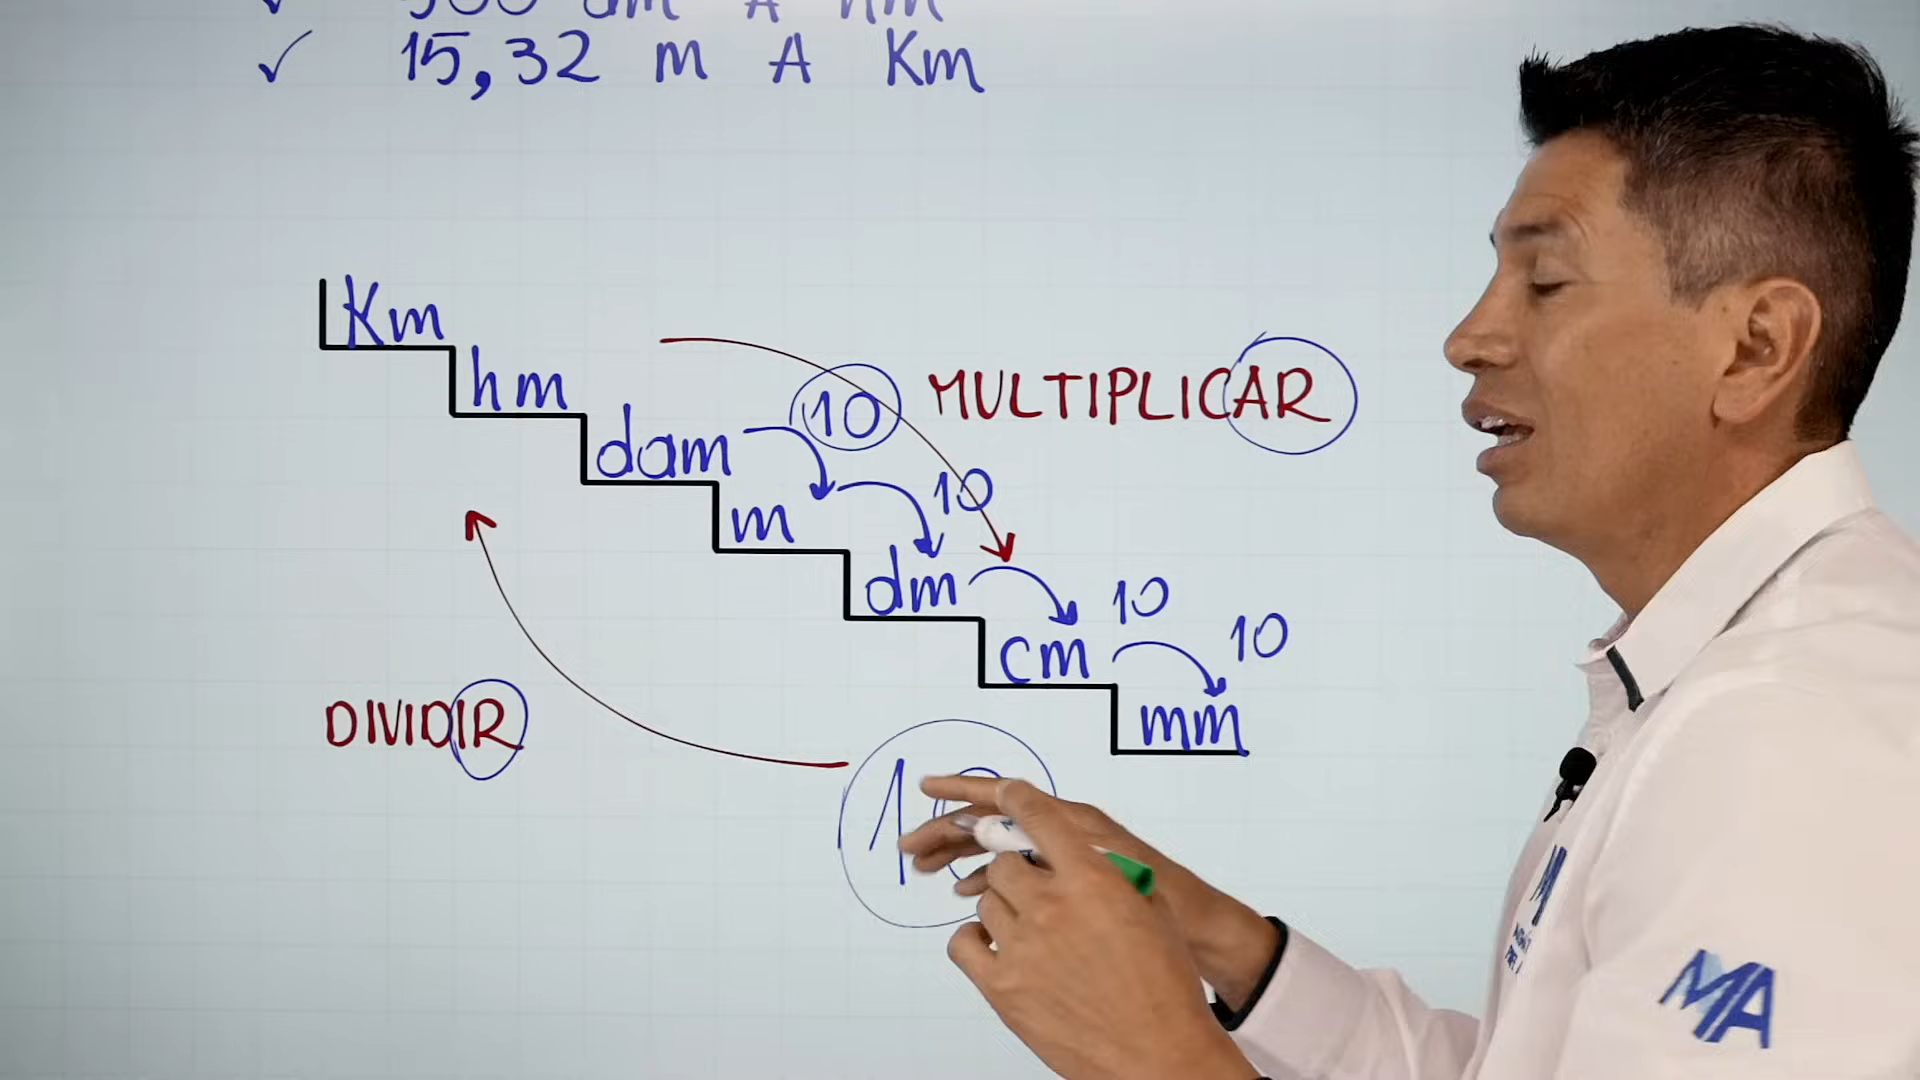 ✓ 15,32 m A Km
Km
hm
dam 10 MULTIPLICAR
m 10
dm 10
cm 10
DIVIDIR mm
10
MA